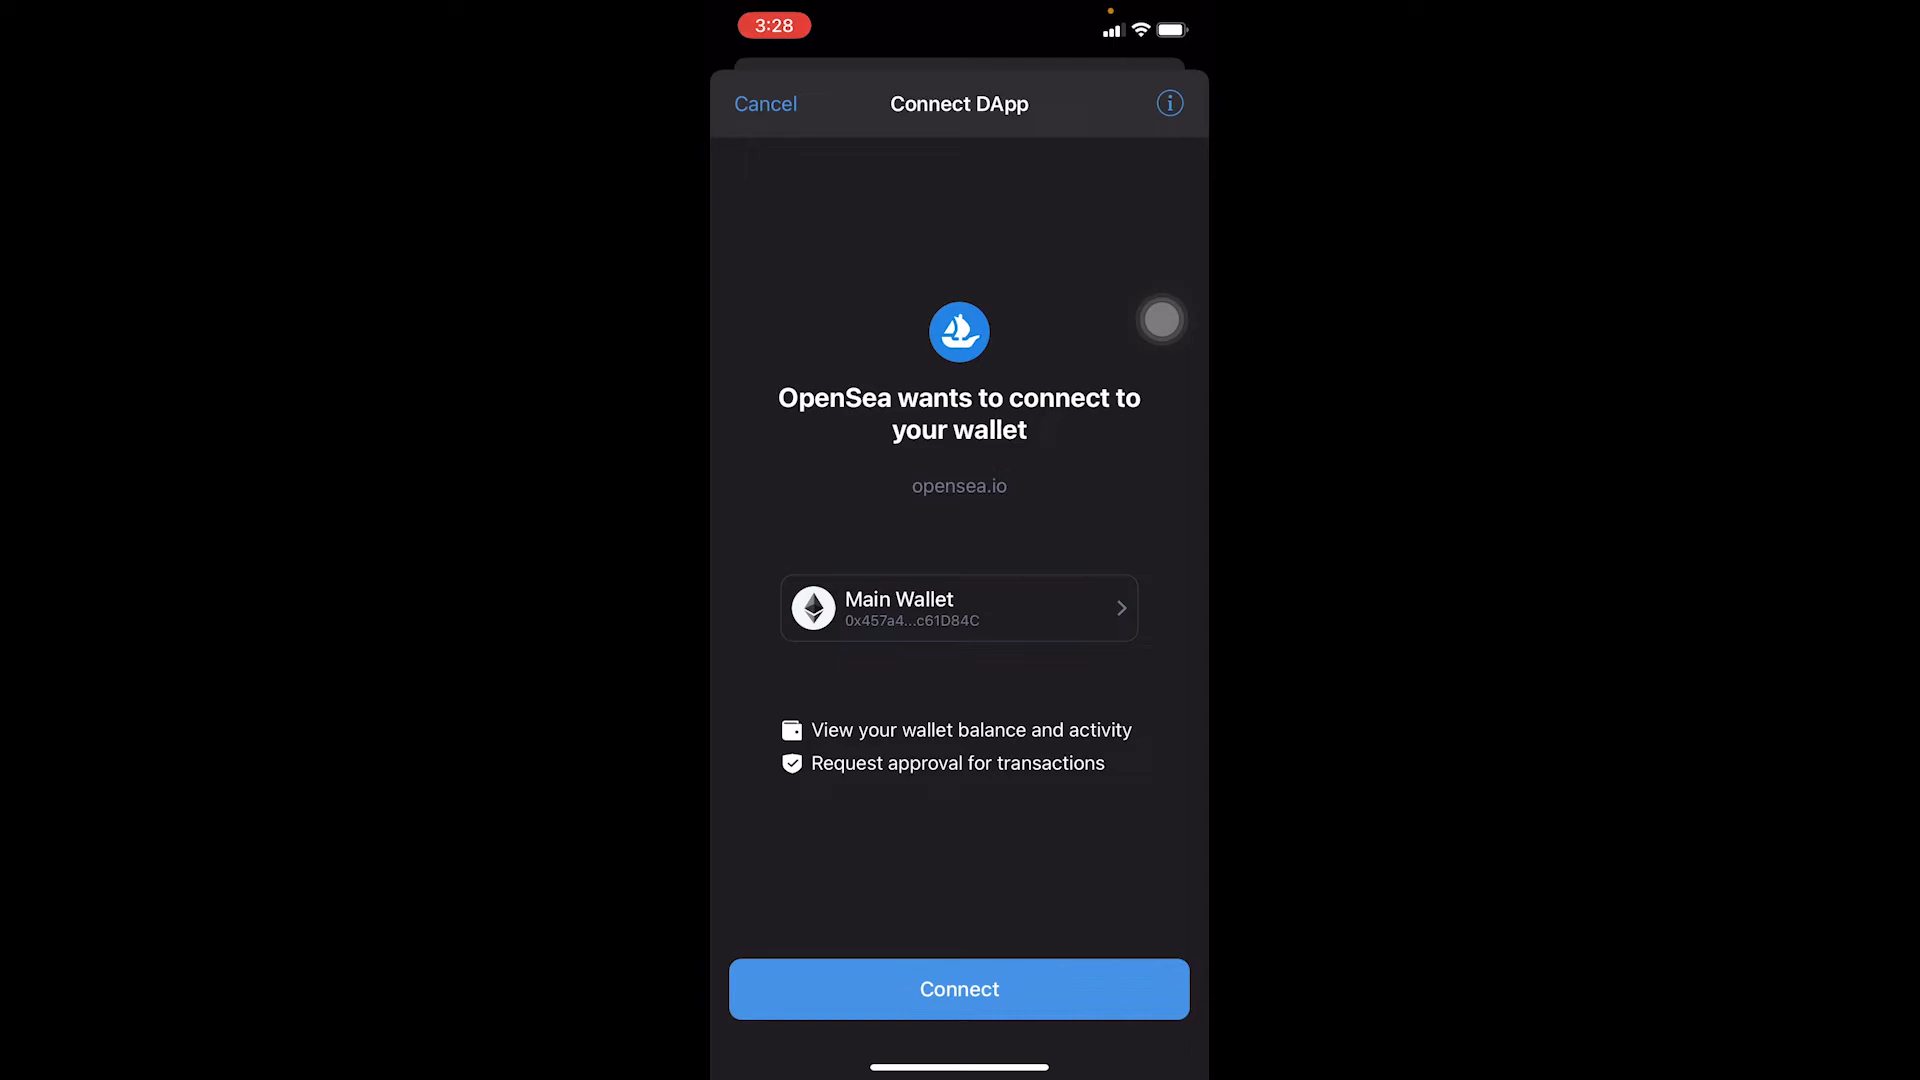 3:28
Cancel
Connect DApp
OpenSea wants to connect to
your wallet
opensea.io
Main Wallet
0x457a4...c61D84C
View your wallet balance and activity
Request approval for transactions
Connect